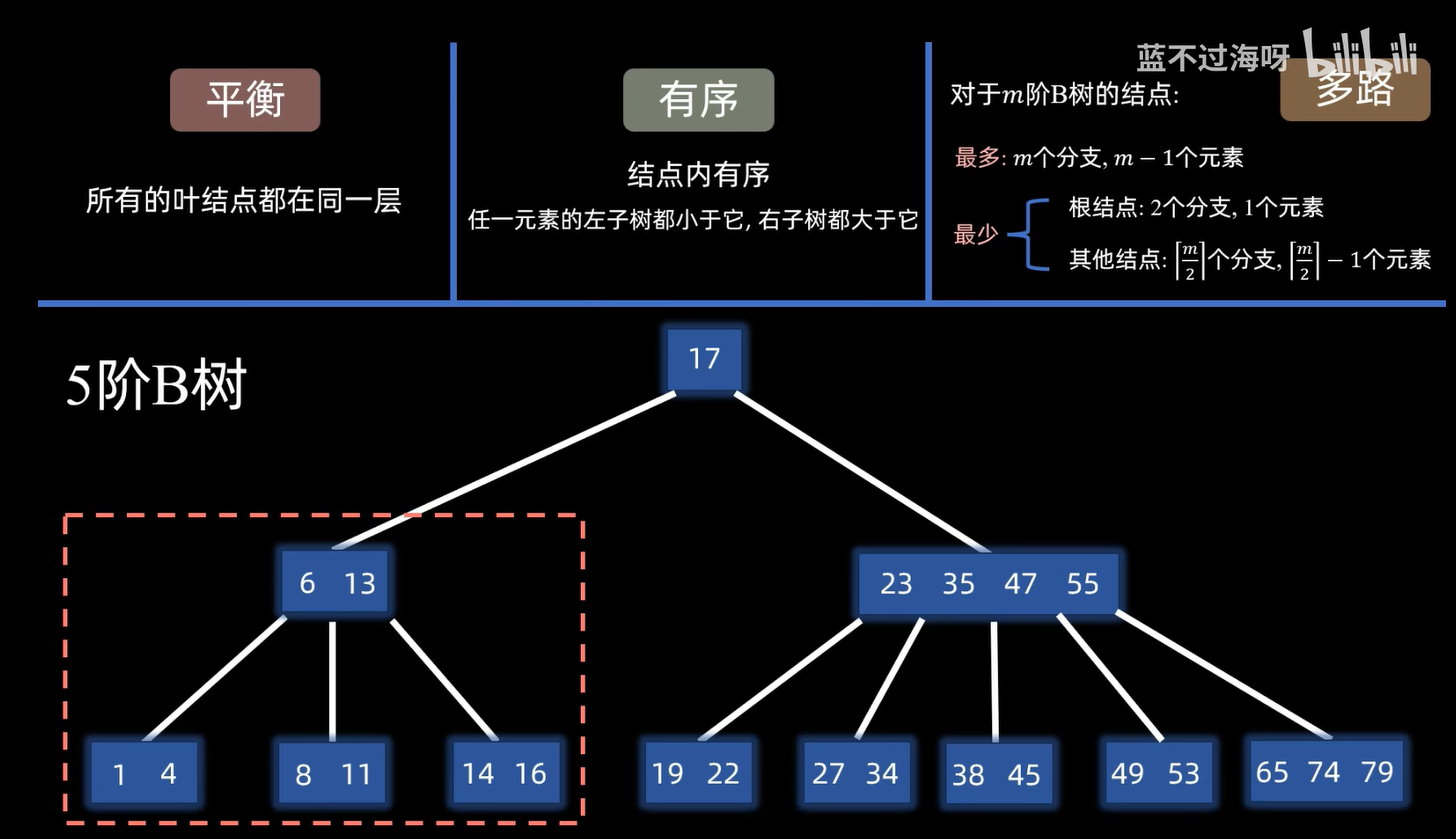 蓝不过海呀 bilibili
平衡
所有的叶结点都在同一层
有序
结点内有序
任一元素的左子树都小于它, 右子树都大于它
多路
对于m阶B树的结点:
最多: m个分支, m − 1个元素
最少
根结点: 2个分支, 1个元素
其他结点: ⌈m/2⌉个分支, ⌈m/2⌉ − 1个元素
5阶B树
17
6 13
23 35 47 55
1 4
8 11
14 16
19 22
27 34
38 45
49 53
65 74 79